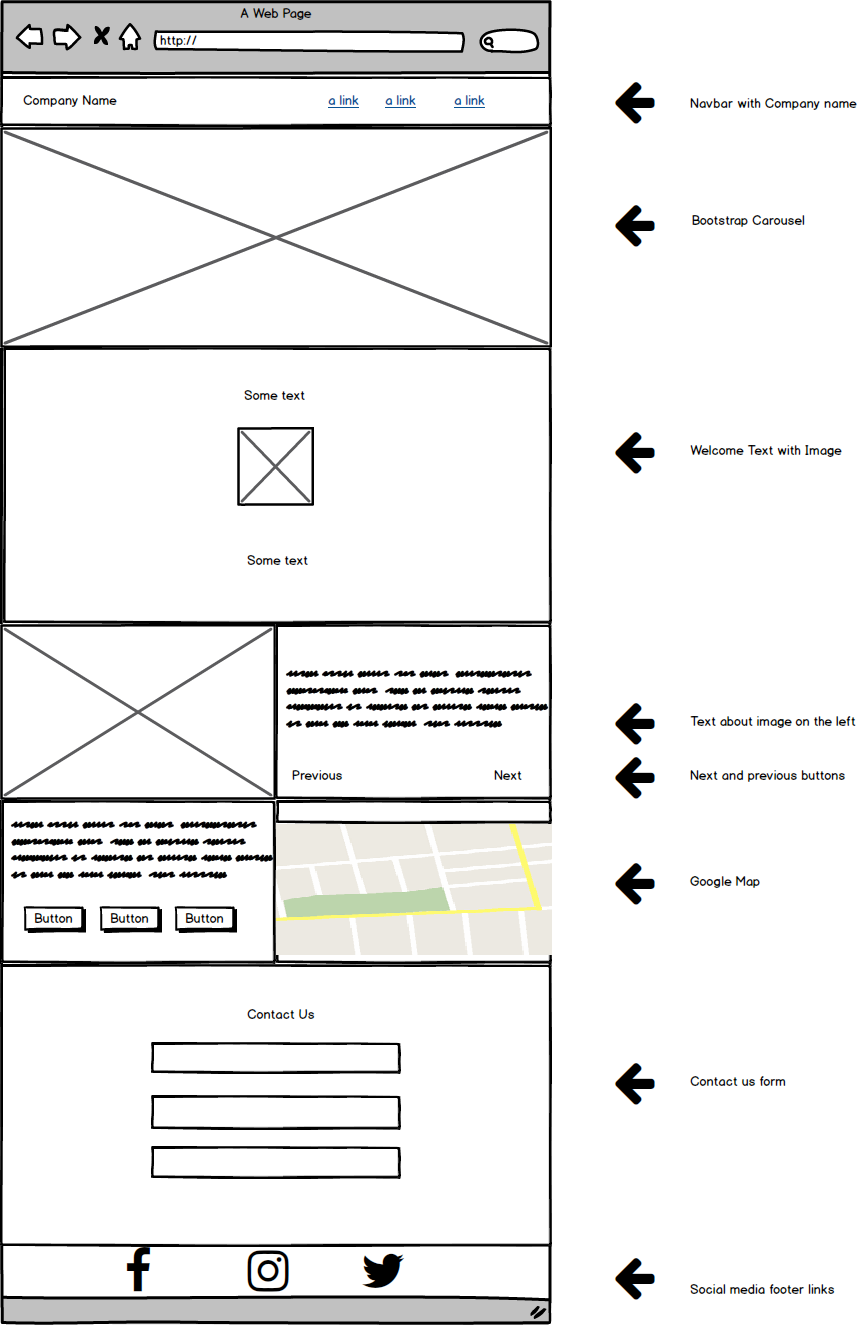 A Web Page
http://
Company Name
a link
a link
a link
Navbar with Company name
Bootstrap Carousel
Some text
Welcome Text with Image
Some text
Text about image on the left
Previous
Next
Next and previous buttons
Button
Button
Button
Google Map
Contact Us
Contact us form
Social media footer links